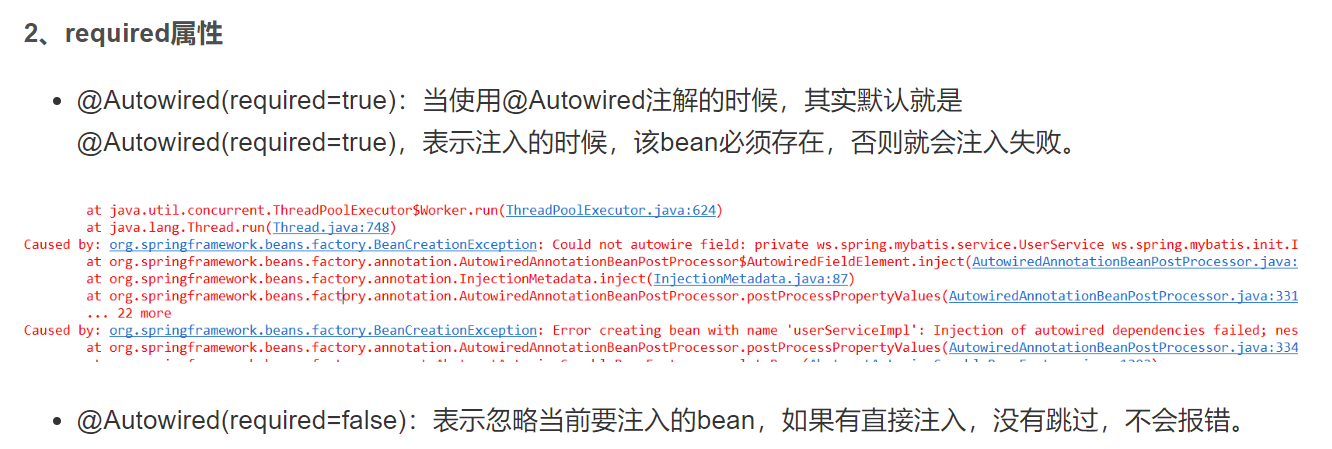 2、required属性
• @Autowired(required=true)：当使用@Autowired注解的时候，其实默认就是
@Autowired(required=true)，表示注入的时候，该bean必须存在，否则就会注入失败。
at java.util.concurrent.ThreadPoolExecutor$Worker.run(ThreadPoolExecutor.java:624)
at java.lang.Thread.run(Thread.java:748)
Caused by: org.springframework.beans.factory.BeanCreationException: Could not autowire field: private ws.spring.mybatis.service.UserService ws.spring.mybatis.init.I
at org.springframework.beans.factory.annotation.AutowiredAnnotationBeanPostProcessor$AutowiredFieldElement.inject(AutowiredAnnotationBeanPostProcessor.java:
at org.springframework.beans.factory.annotation.InjectionMetadata.inject(InjectionMetadata.java:87)
at org.springframework.beans.factory.annotation.AutowiredAnnotationBeanPostProcessor.postProcessPropertyValues(AutowiredAnnotationBeanPostProcessor.java:331
... 22 more
Caused by: org.springframework.beans.factory.BeanCreationException: Error creating bean with name 'userServiceImpl': Injection of autowired dependencies failed; nes
at org.springframework.beans.factory.annotation.AutowiredAnnotationBeanPostProcessor.postProcessPropertyValues(AutowiredAnnotationBeanPostProcessor.java:334
• @Autowired(required=false)：表示忽略当前要注入的bean，如果有直接注入，没有跳过，不会报错。